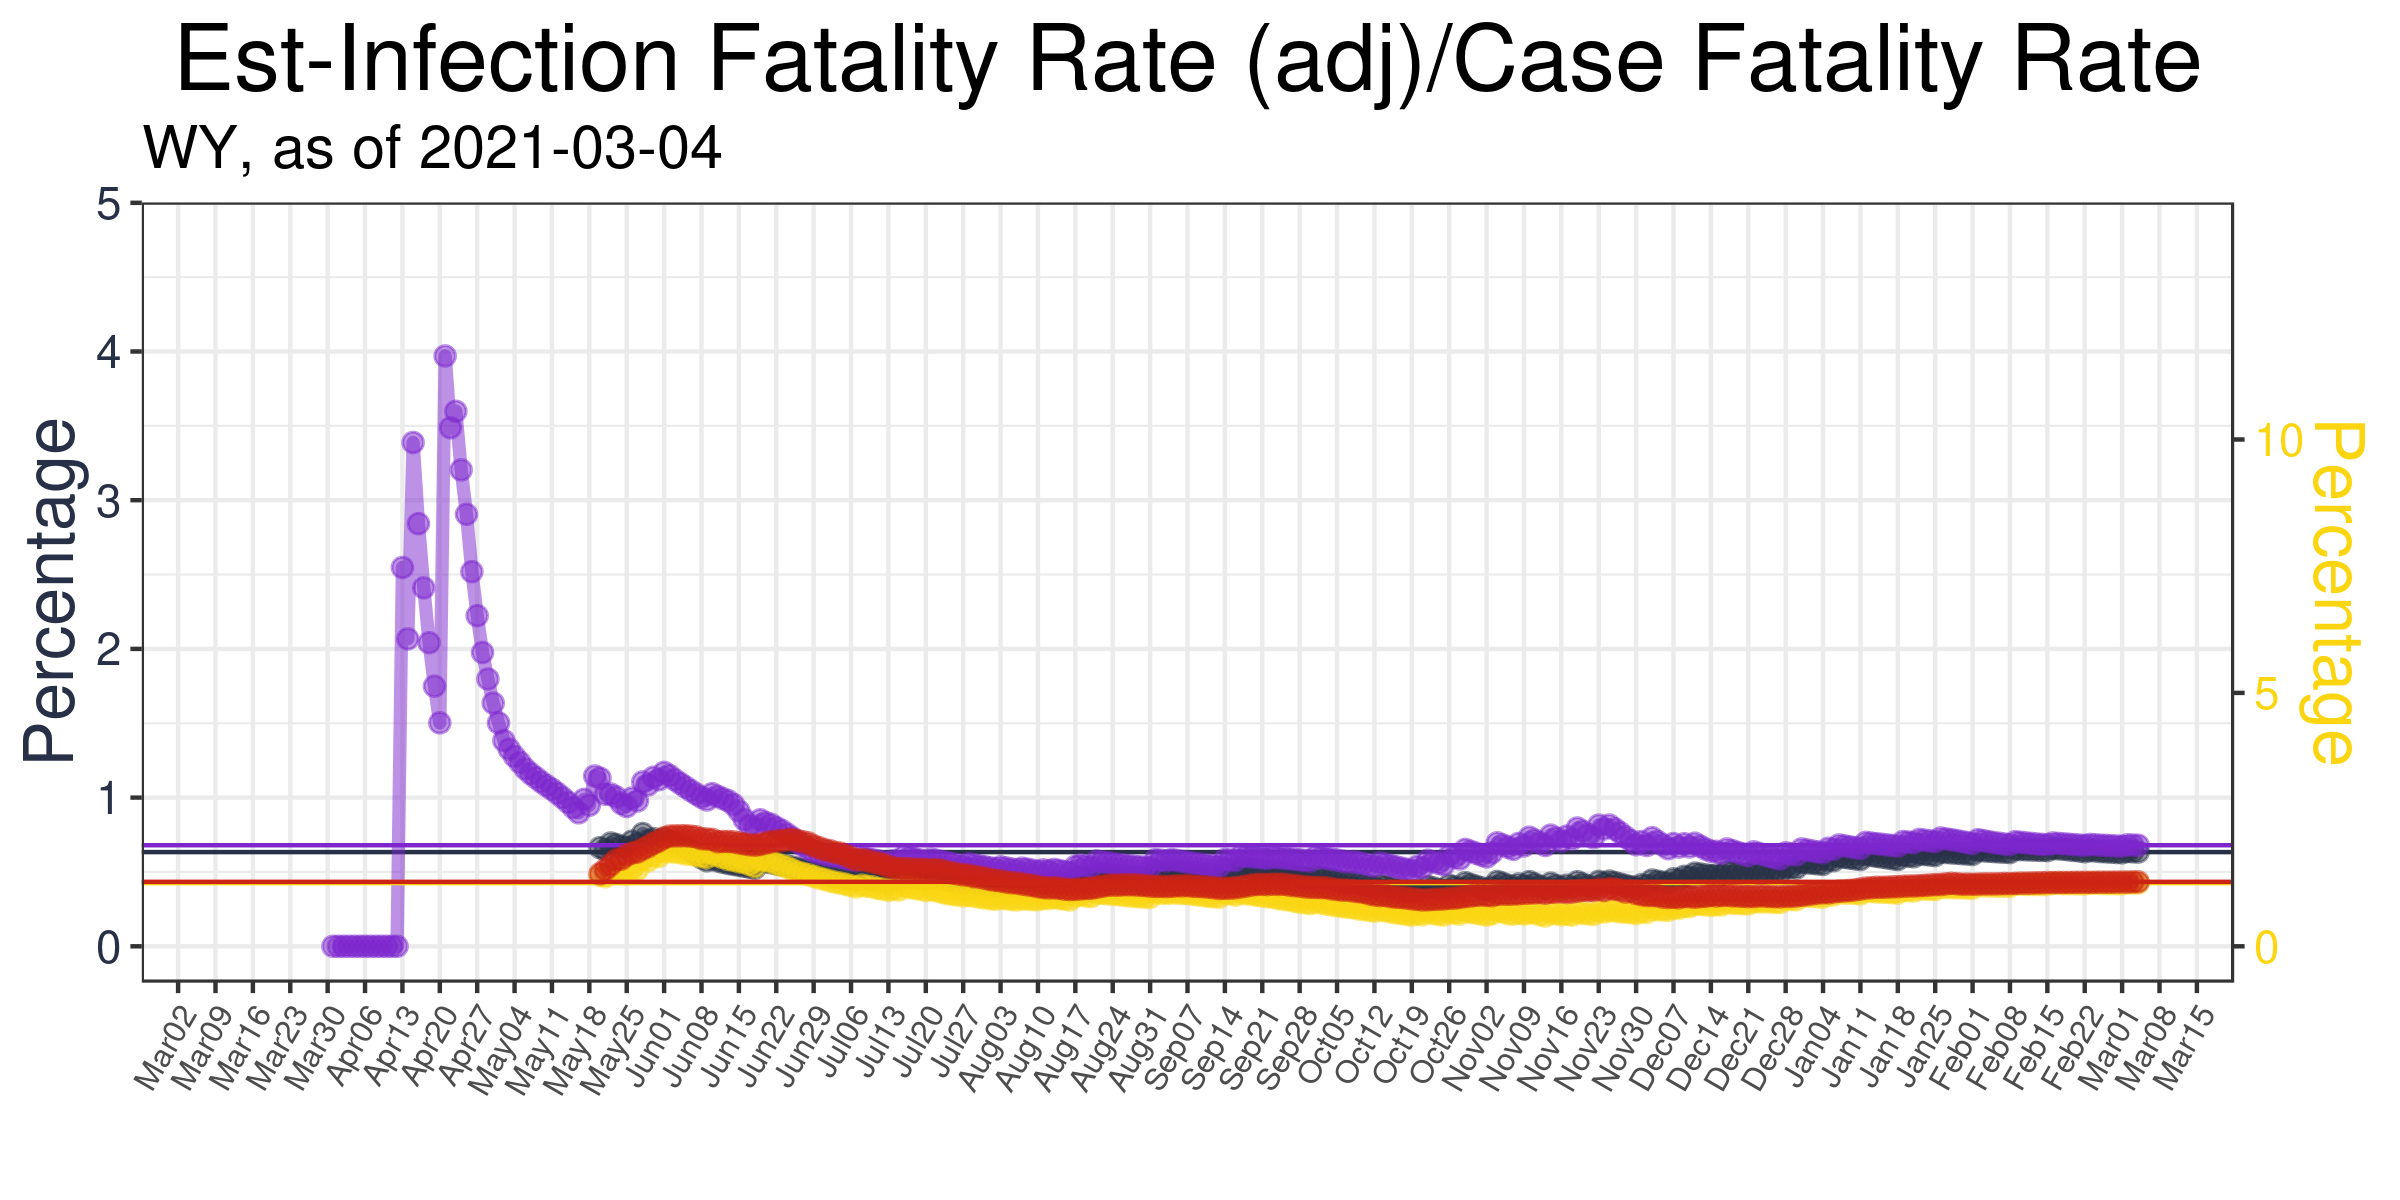 Est-Infection Fatality Rate (adj)/Case Fatality Rate
WY, as of 2021-03-04
Percentage
5
4
3
2
1
0
10
5
0
Percentage
Mar02
Mar09
Mar16
Mar23
Mar30
Apr06
Apr13
Apr20
Apr27
May04
May11
May18
May25
Jun01
Jun08
Jun15
Jun22
Jun29
Jul06
Jul13
Jul20
Jul27
Aug03
Aug10
Aug17
Aug24
Aug31
Sep07
Sep14
Sep21
Sep28
Oct05
Oct12
Oct19
Oct26
Nov02
Nov09
Nov16
Nov23
Nov30
Dec07
Dec14
Dec21
Dec28
Jan04
Jan11
Jan18
Jan25
Feb01
Feb08
Feb15
Feb22
Mar01
Mar08
Mar15